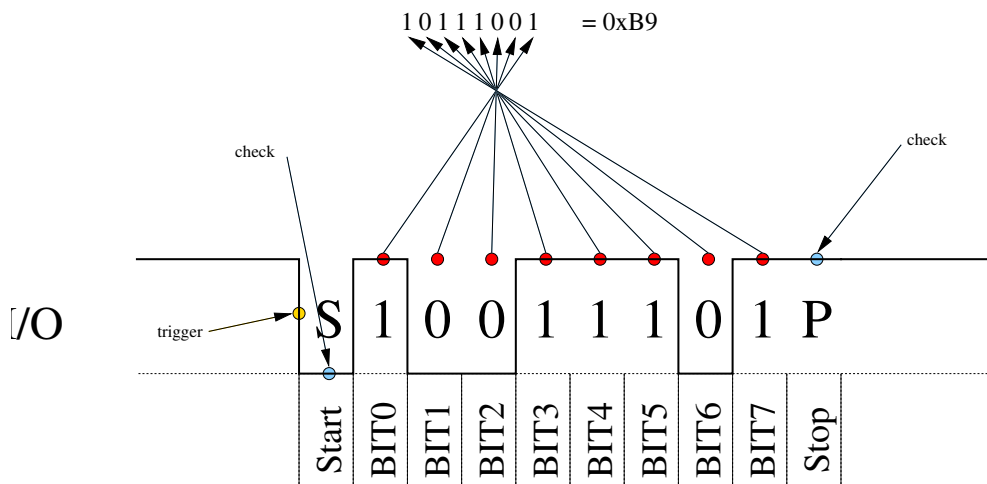 1 0 1 1 1 0 0 1 = 0xB9
check
check
I/O
trigger
S 1 0 0 1 1 1 0 1 P
Start BIT0 BIT1 BIT2 BIT3 BIT4 BIT5 BIT6 BIT7 Stop